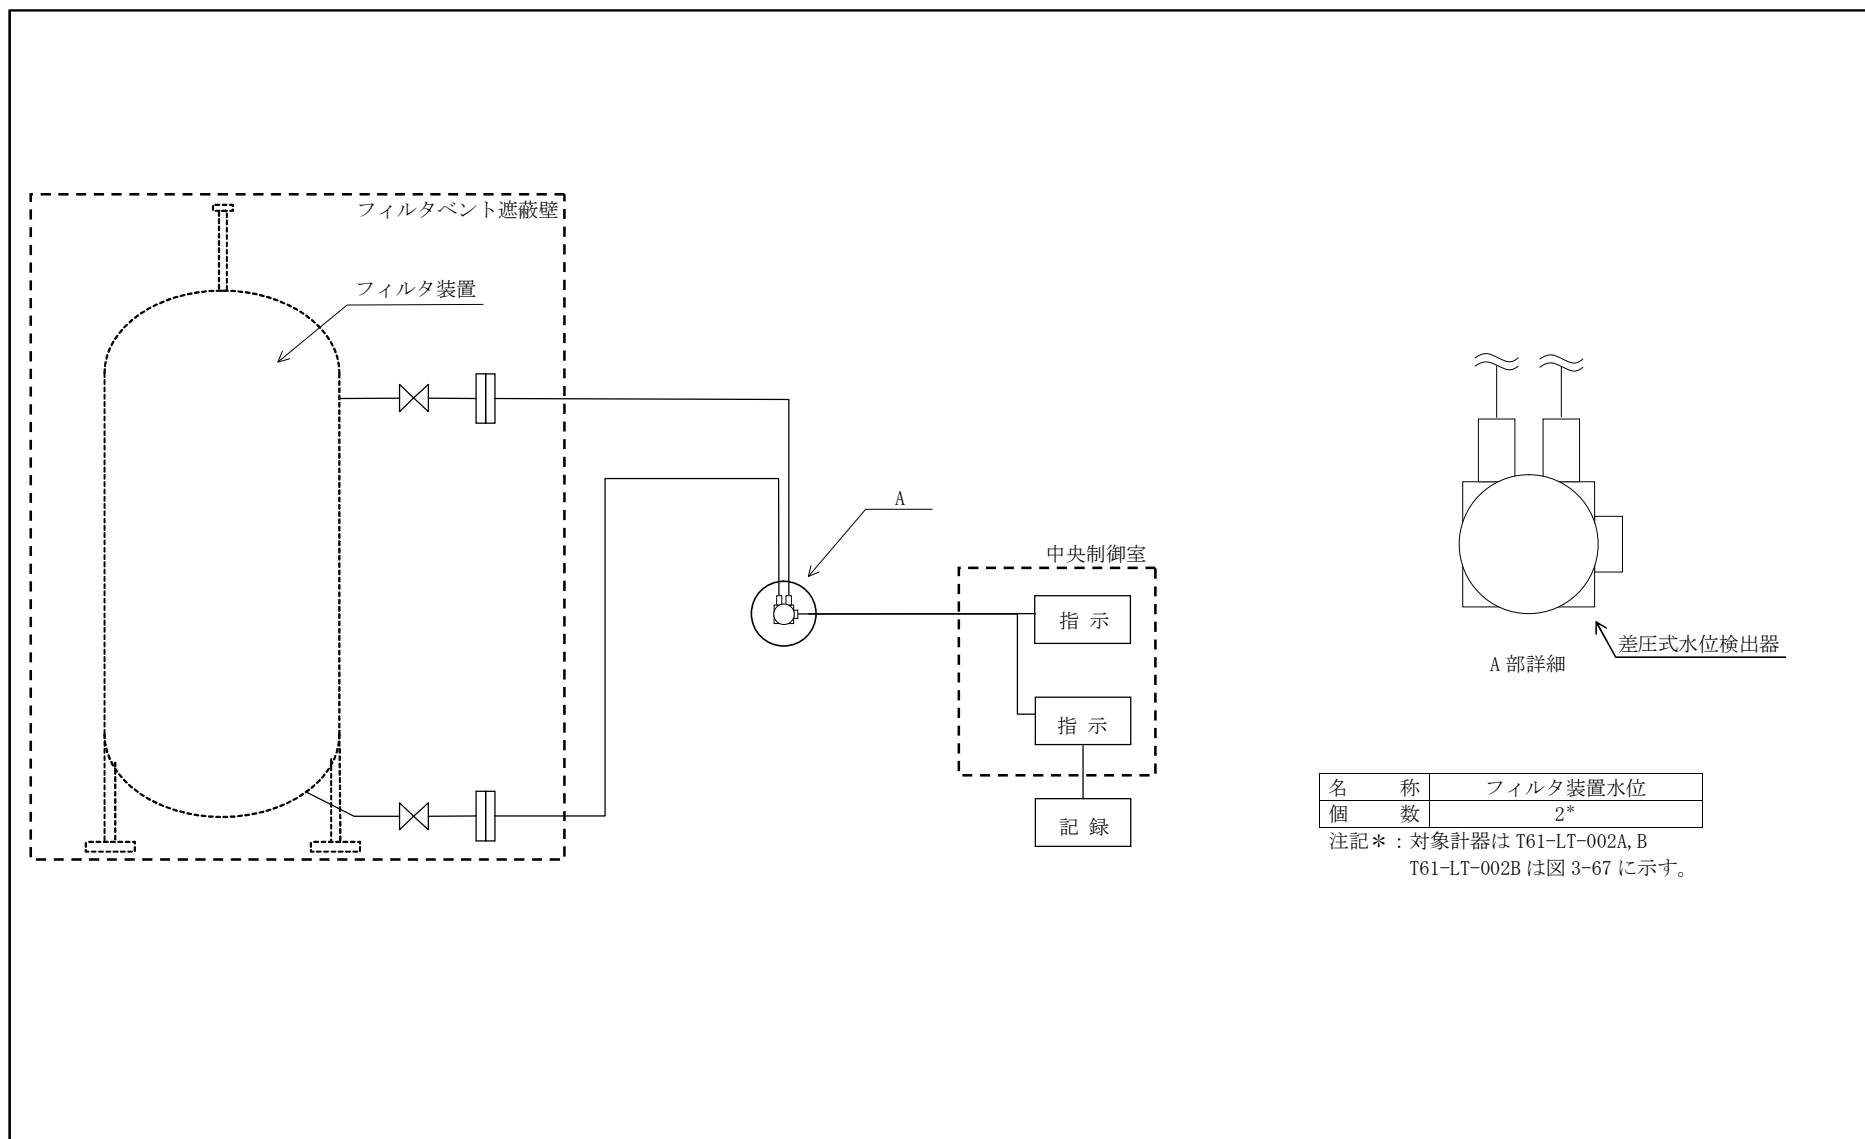 フィルタベント遮蔽壁
フィルタ装置
A
中央制御室
指 示
指 示
記 録
差圧式水位検出器
A 部詳細
名 称 フィルタ装置水位
個 数 2*
注記＊：対象計器は T61-LT-002A,B
T61-LT-002B は図 3-67 に示す。